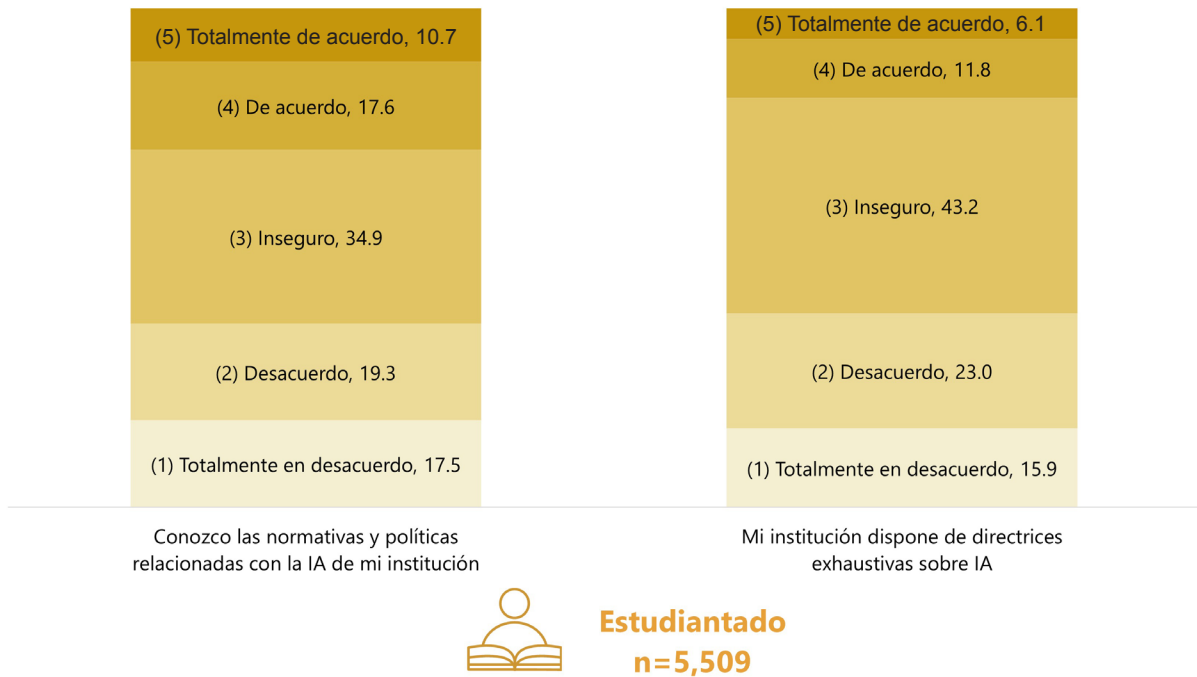 (5) Totalmente de acuerdo, 10.7
(4) De acuerdo, 17.6
(3) Inseguro, 34.9
(2) Desacuerdo, 19.3
(1) Totalmente en desacuerdo, 17.5
Conozco las normativas y políticas
relacionadas con la IA de mi institución
(5) Totalmente de acuerdo, 6.1
(4) De acuerdo, 11.8
(3) Inseguro, 43.2
(2) Desacuerdo, 23.0
(1) Totalmente en desacuerdo, 15.9
Mi institución dispone de directrices
exhaustivas sobre IA
Estudiantado
n=5,509